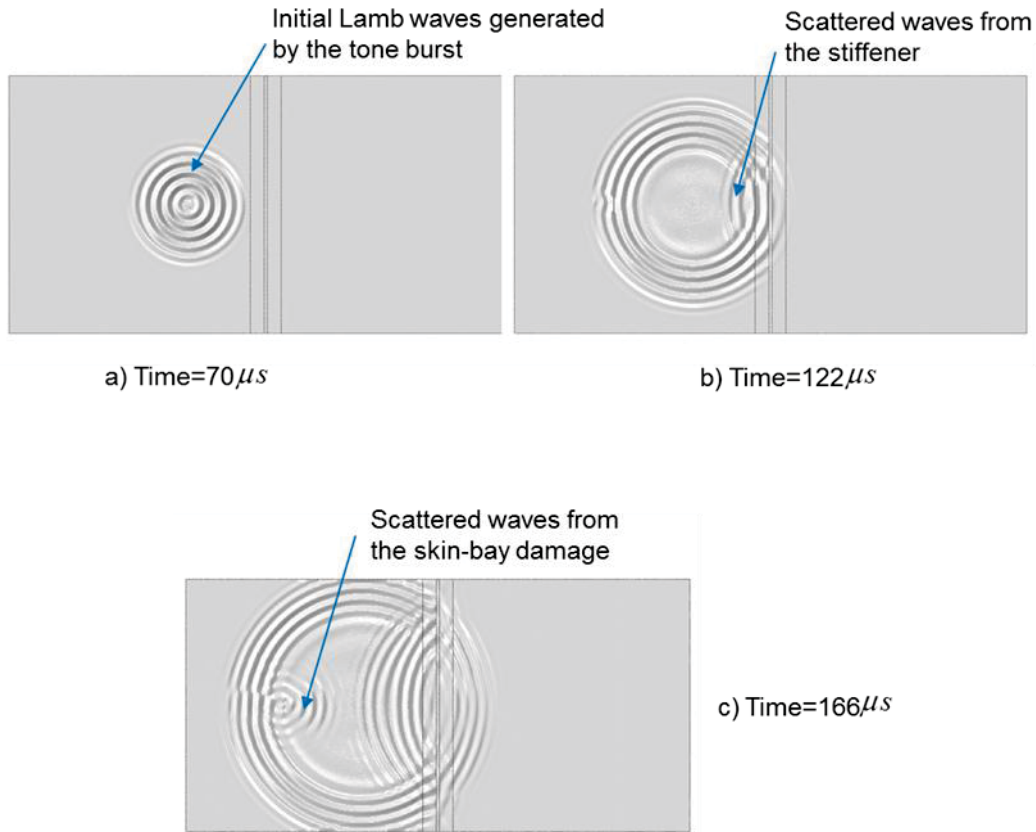 Initial Lamb waves generated
by the tone burst
Scattered waves from
the stiffener
a) Time=70μs
b) Time=122μs
Scattered waves from
the skin-bay damage
c) Time=166μs